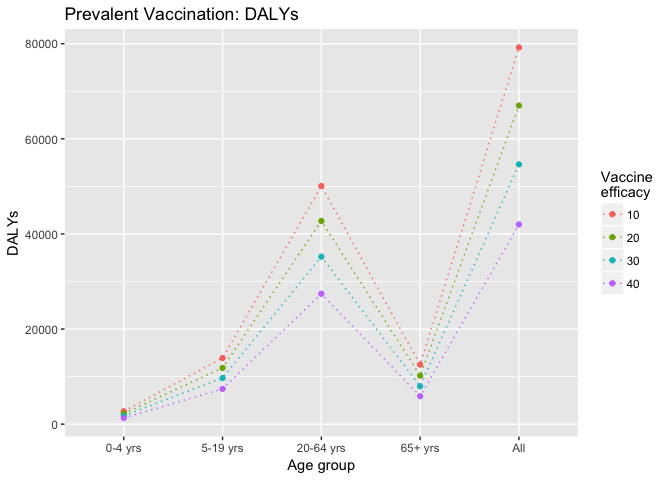 Prevalent Vaccination: DALYs
80000
60000
40000
20000
0
DALYs
0-4 yrs
5-19 yrs
20-64 yrs
65+ yrs
All
Age group
Vaccine
efficacy
10
20
30
40